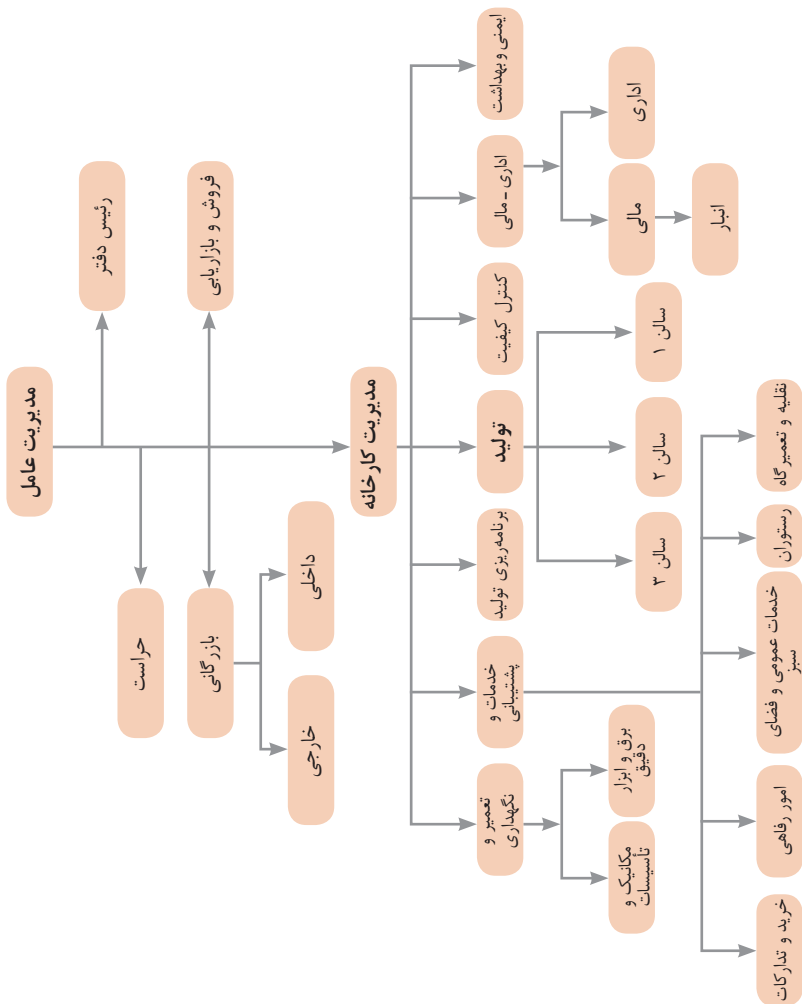 مدیریت عامل
رئیس دفتر
حراست
فروش و بازاریابی
بازرگانی
داخلی
خارجی
مدیریت کارخانه
ایمنی و بهداشت
اداری - مالی
کنترل کیفیت
تولید
برنامه‌ریزی تولید
خدمات و
پشتیبانی
تعمیر و
نگهداری
اداری
مالی
انبار
سالن ۱
سالن ۲
سالن ۳
برق و ابزار
دقیق
مکانیک و
تأسیسات
نقلیه و تعمیرگاه
رستوران
خدمات عمومی و فضای
سبز
امور رفاهی
خرید و تدارکات